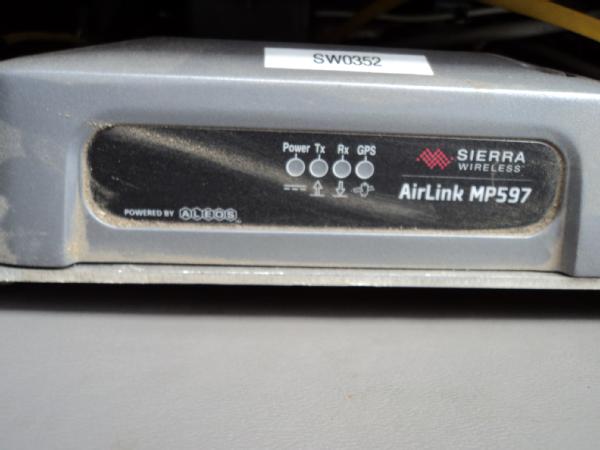 SW0352
Power Tx Rx GPS
SIERRA
WIRELESS
AirLink MP597
POWERED BY ALEOS